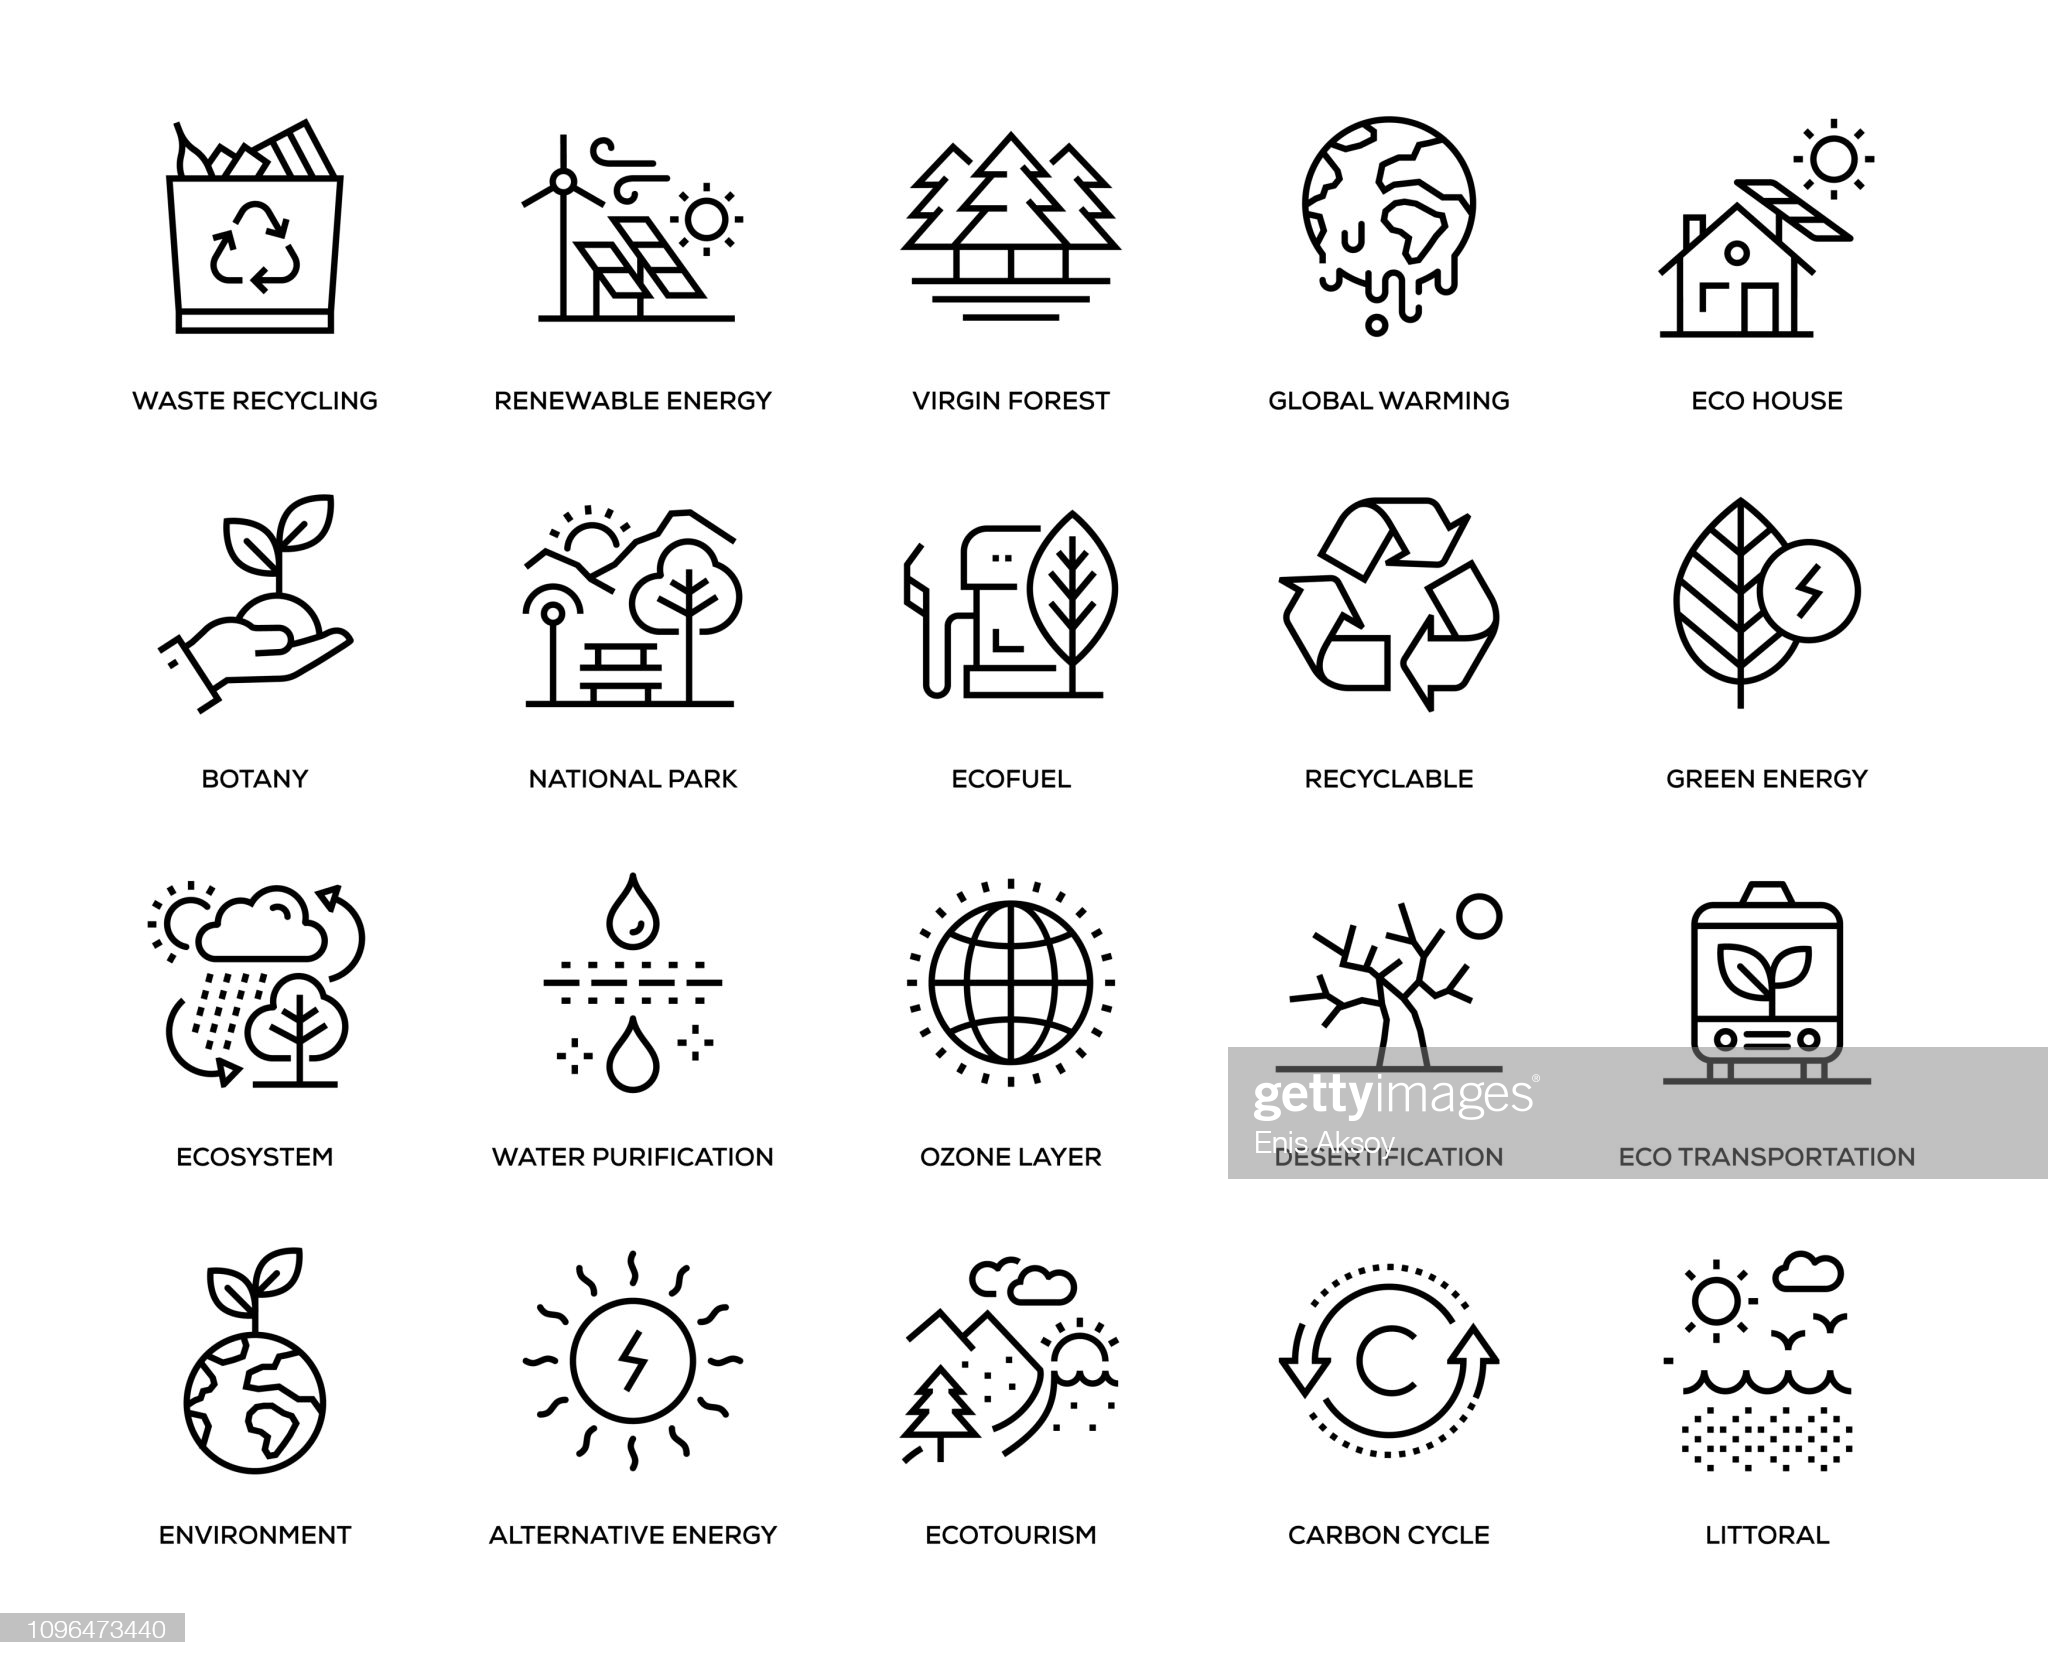 WASTE RECYCLING RENEWABLE ENERGY VIRGIN FOREST GLOBAL WARMING ECO HOUSE
BOTANY NATIONAL PARK ECOFUEL RECYCLABLE GREEN ENERGY
C
gettyimages®
Enis Aksoy
ECOSYSTEM WATER PURIFICATION OZONE LAYER DESERTIFICATION ECO TRANSPORTATION
C
ENVIRONMENT ALTERNATIVE ENERGY ECOTOURISM CARBON CYCLE LITTORAL
1096473440